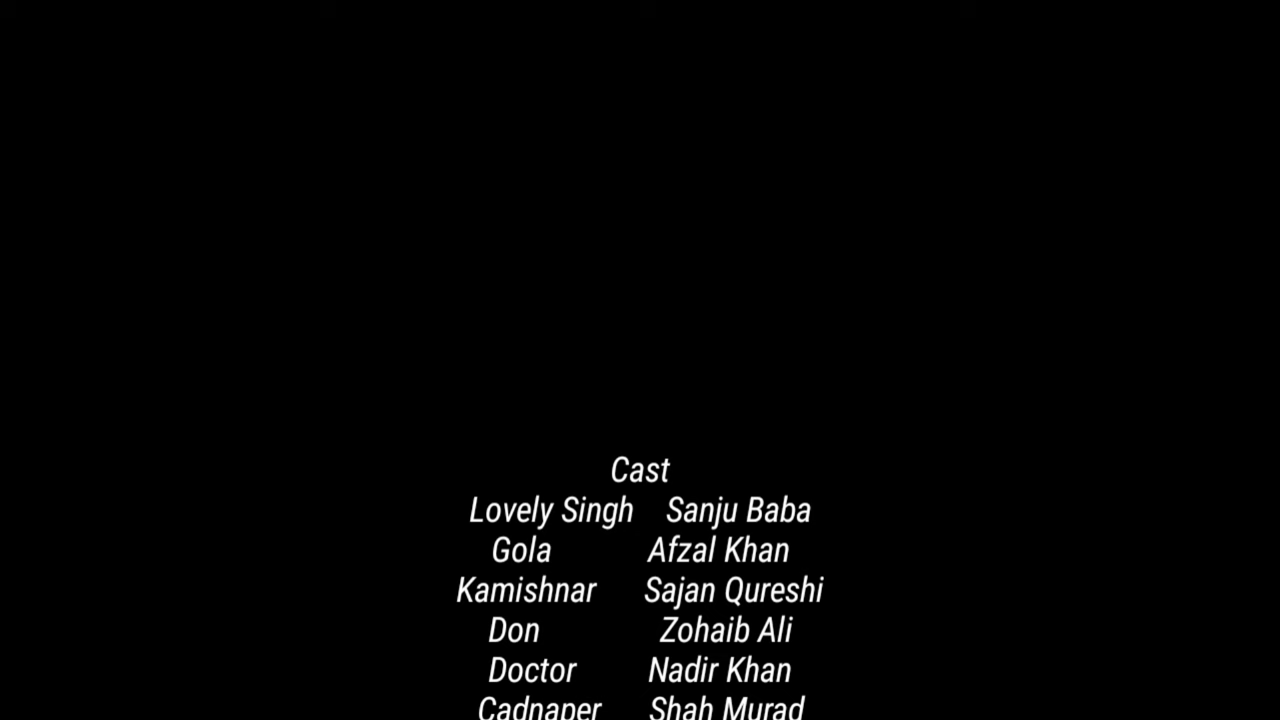 Cast
Lovely Singh Sanju Baba
Gola Afzal Khan
Kamishnar Sajan Qureshi
Don Zohaib Ali
Doctor Nadir Khan
Cadnaper Shah Murad